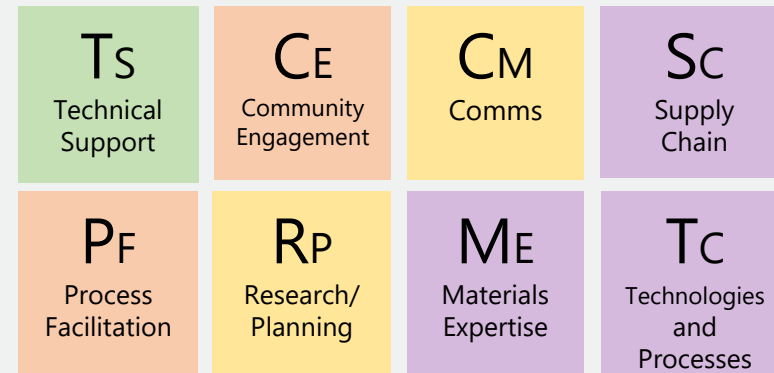 TS
Technical
Support
CE
Community
Engagement
CM
Comms
SC
Supply
Chain
PF
Process
Facilitation
RP
Research/
Planning
ME
Materials
Expertise
TC
Technologies
and
Processes